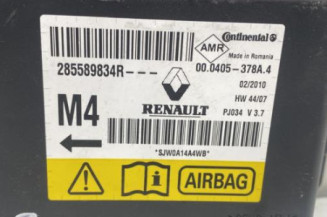 Continental
AMR
Made in Romania
285589834R---
00.0405-378A.4
02/2010
HW 44/07
M4
RENAULT
PJ034 V 3.7
*SJW0A14A4WB*
AIRBAG